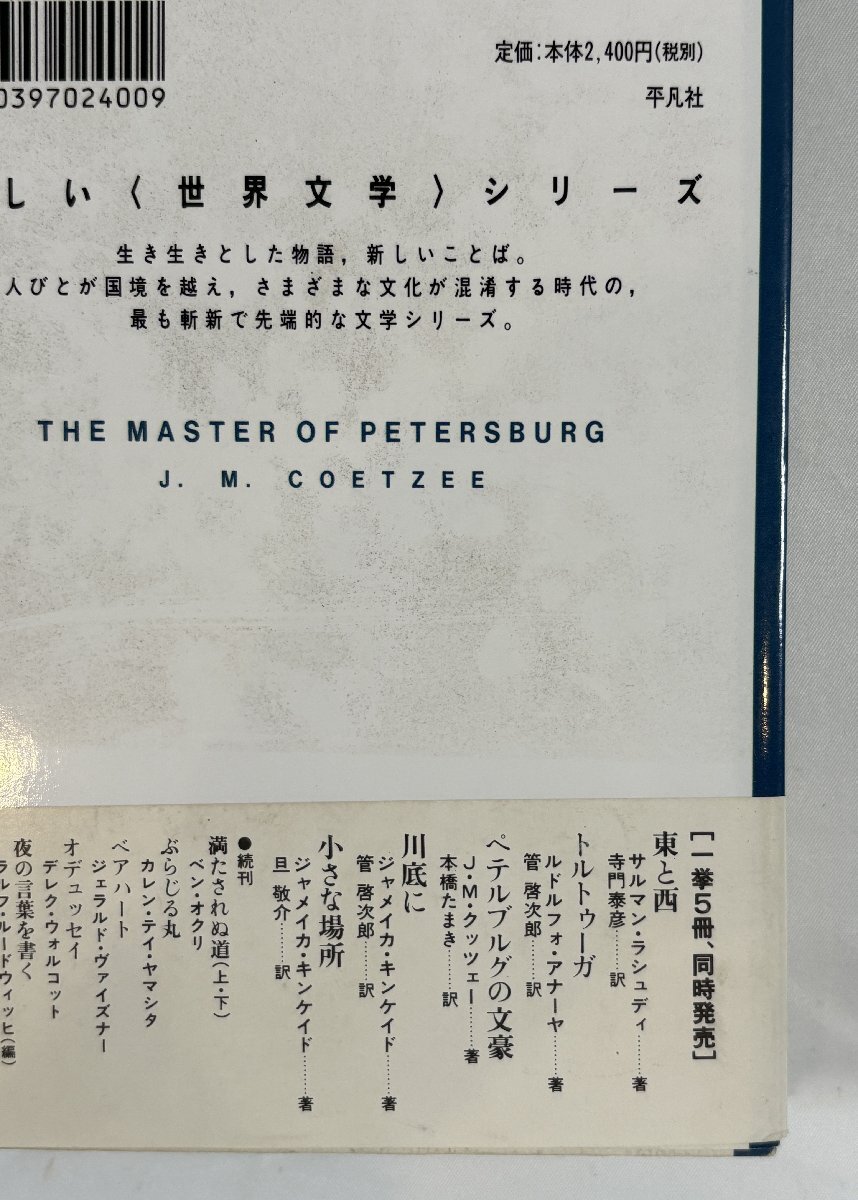 定価:本体2,400円(税別)
0397024009
平凡社
しい〈世界文学〉シリーズ
生き生きとした物語，新しいことば。
人びとが国境を越え，さまざまな文化が混淆する時代の，
最も斬新で先端的な文学シリーズ。
THE MASTER OF PETERSBURG
J. M. COETZEE
[一挙5冊、同時発売]
東と西
サルマン・ラシュディ………著
寺門泰彦………訳
トルトゥーガ
ルドルフォ・アナーヤ………著
管 啓次郎………訳
ペテルブルグの文豪
J・M・クッツェー………著
本橋たまき………訳
川底に
ジャメイカ・キンケイド………著
管 啓次郎………訳
小さな場所
ジャメイカ・キンケイド………著
旦 敬介………訳
●続刊
満たされぬ道(上・下)
ベン・オクリ
ぶらじる丸
カレン・テイ・ヤマシタ
ベアハート
ジェラルド・ヴァイズナー
オデュッセイ
デレク・ウォルコット
夜の言葉を書く
ラルフ・ルードウィッヒ(編)